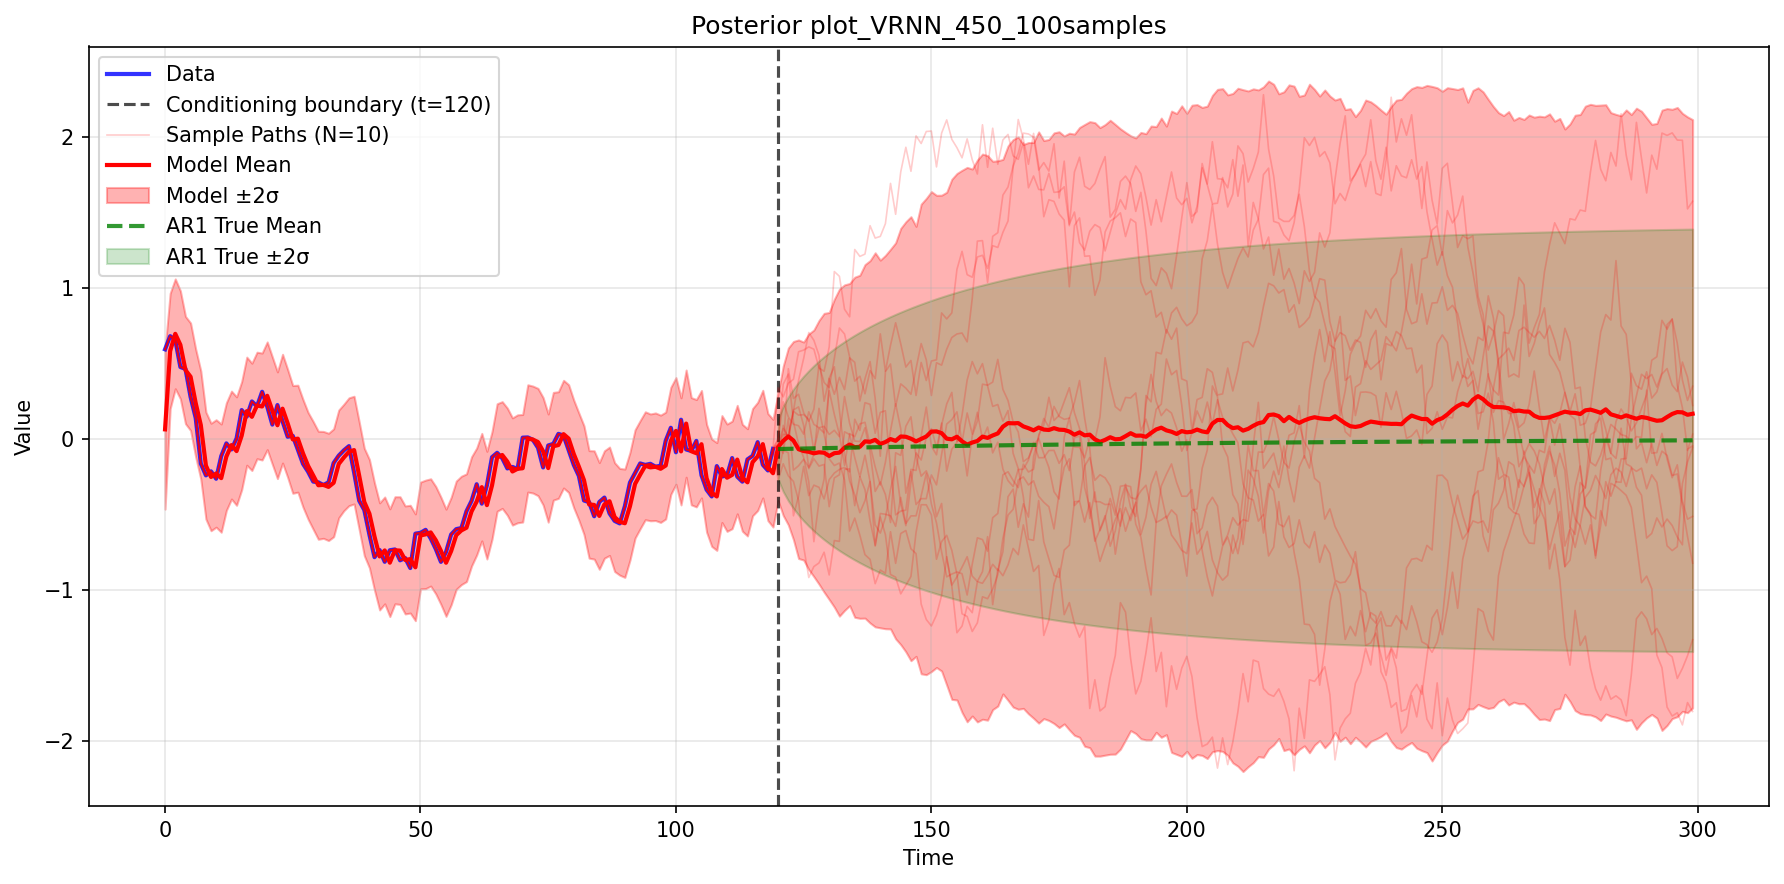 Posterior plot_VRNN_450_100samples
Data
Conditioning boundary (t=120)
Sample Paths (N=10)
Model Mean
Model ±2σ
AR1 True Mean
AR1 True ±2σ
Value
2
1
0
−1
−2
0 50 100 150 200 250 300
Time